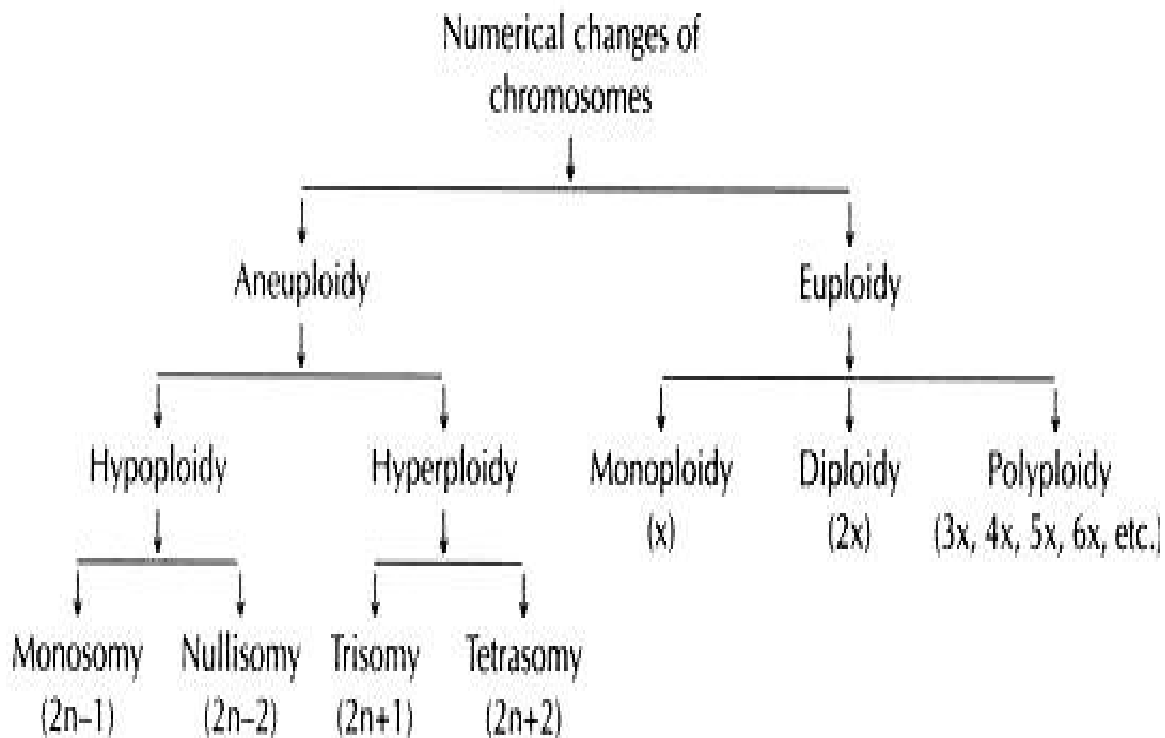 Numerical changes of
chromosomes
Aneuploidy Euploidy
Hypoploidy Hyperploidy Monoploidy Diploidy Polyploidy
(x) (2x) (3x, 4x, 5x, 6x, etc.)
Monosomy Nullisomy Trisomy Tetrasomy
(2n–1) (2n–2) (2n+1) (2n+2)